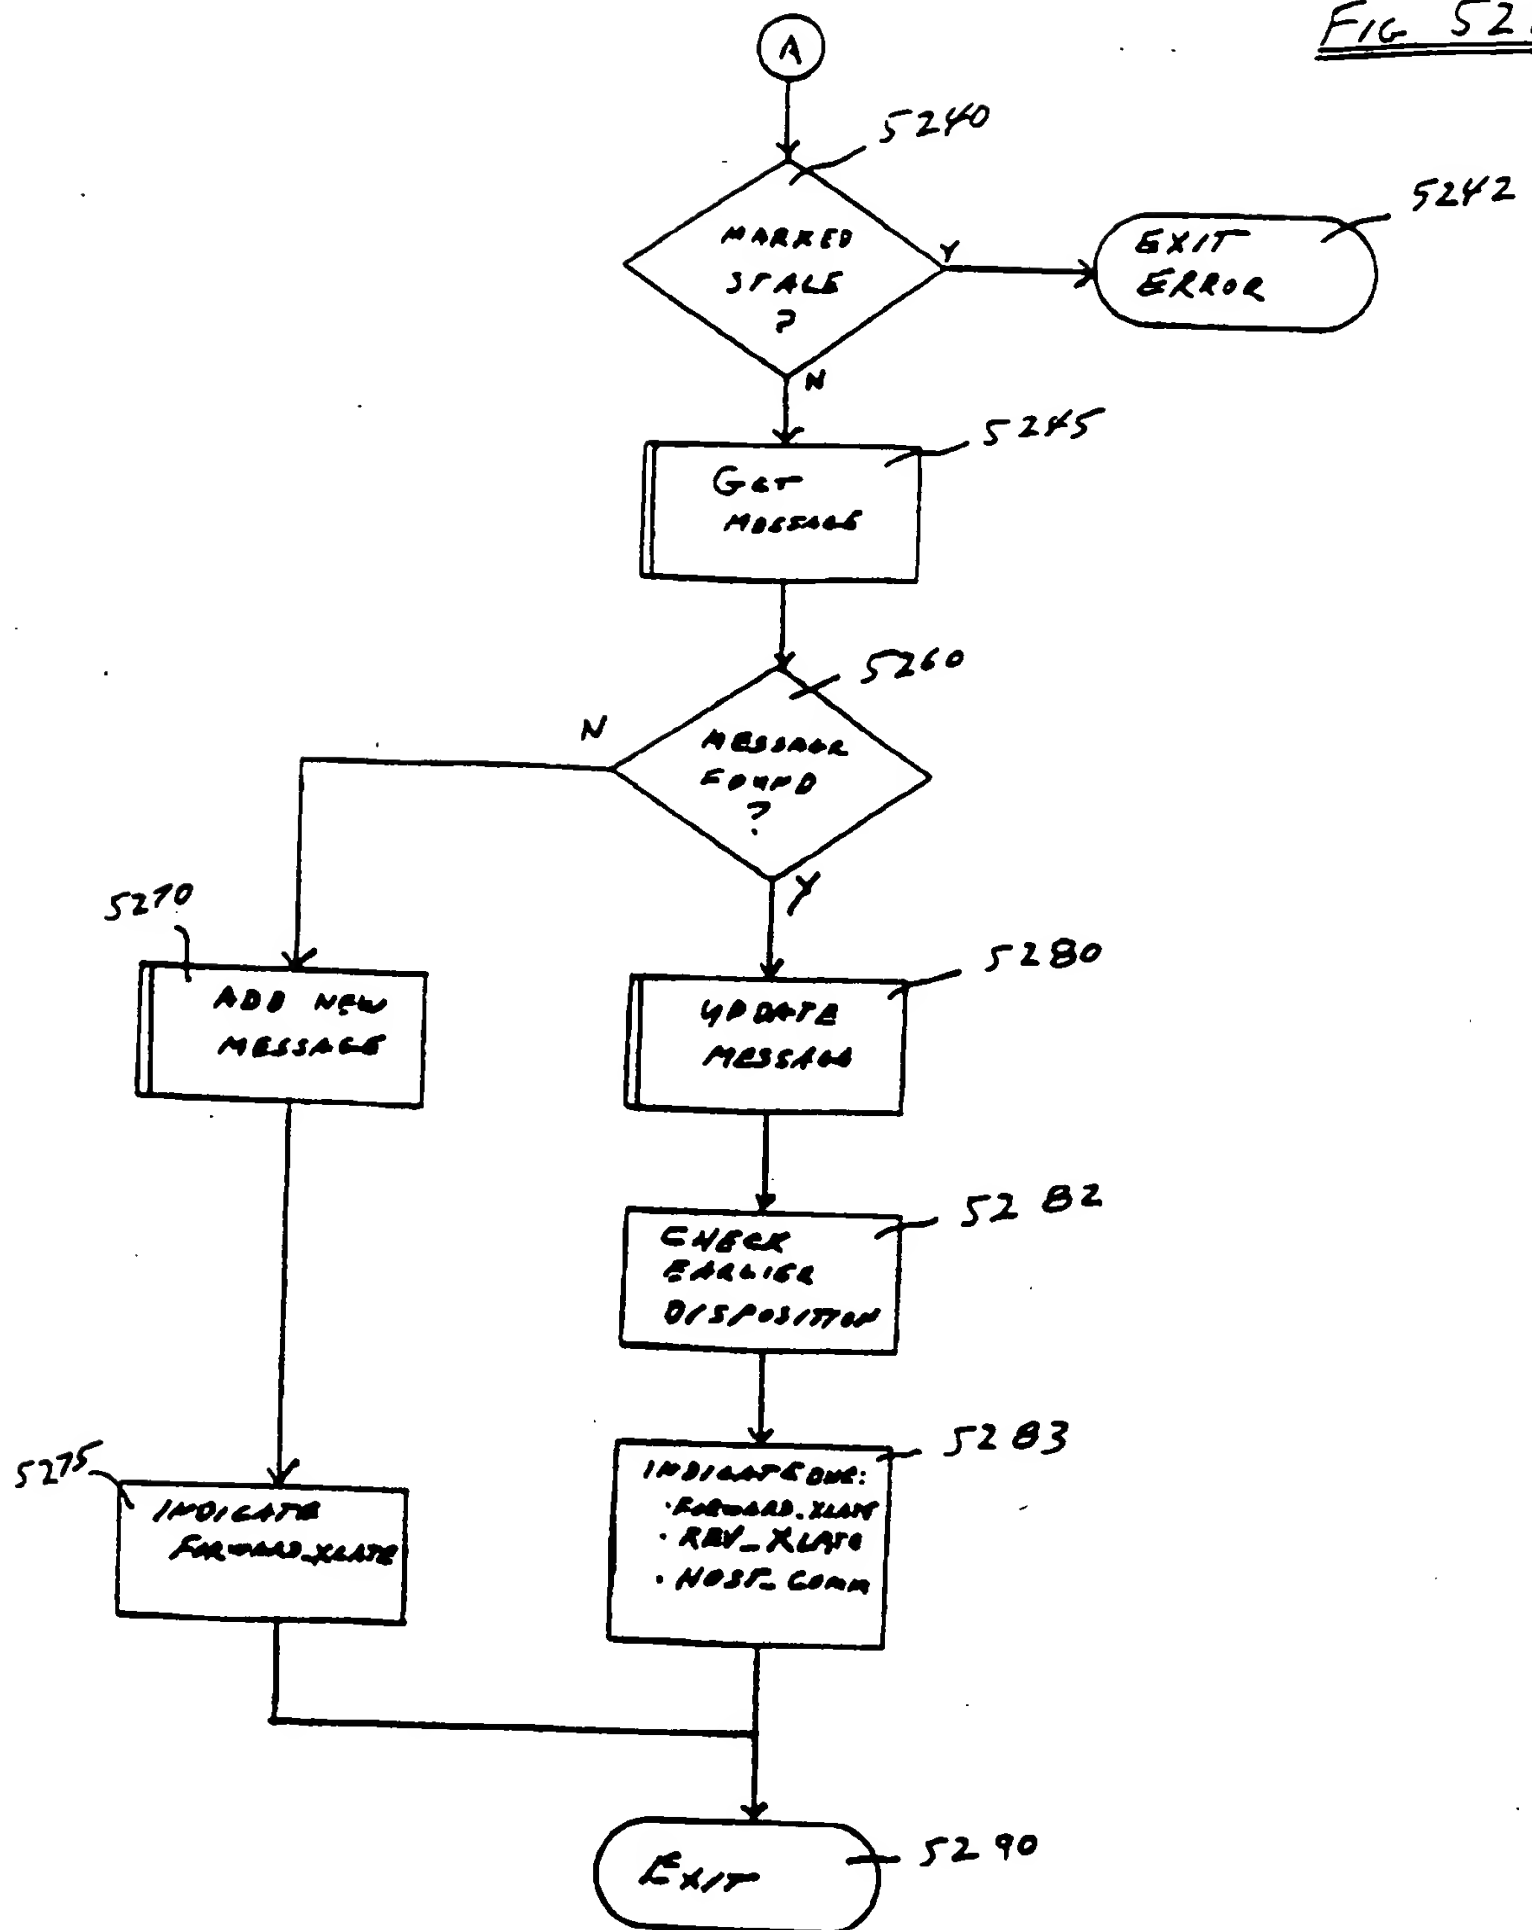 FIG 52
A
5240
5242
MARKED
STALE
?
Y
EXIT
ERROR
N
5245
GET
MESSAGE
5260
N
MESSAGE
FOUND
?
Y
5270
5280
ADD NEW
MESSAGE
UPDATE
MESSAGE
5282
CHECK
EARLIER
DISPOSITION
5283
5275
INDICATE ONE:
· FORWARD_XLATE
· REV_XLATE
· HOST_COMM
INDICATE
FORWARD_XLATE
5290
EXIT